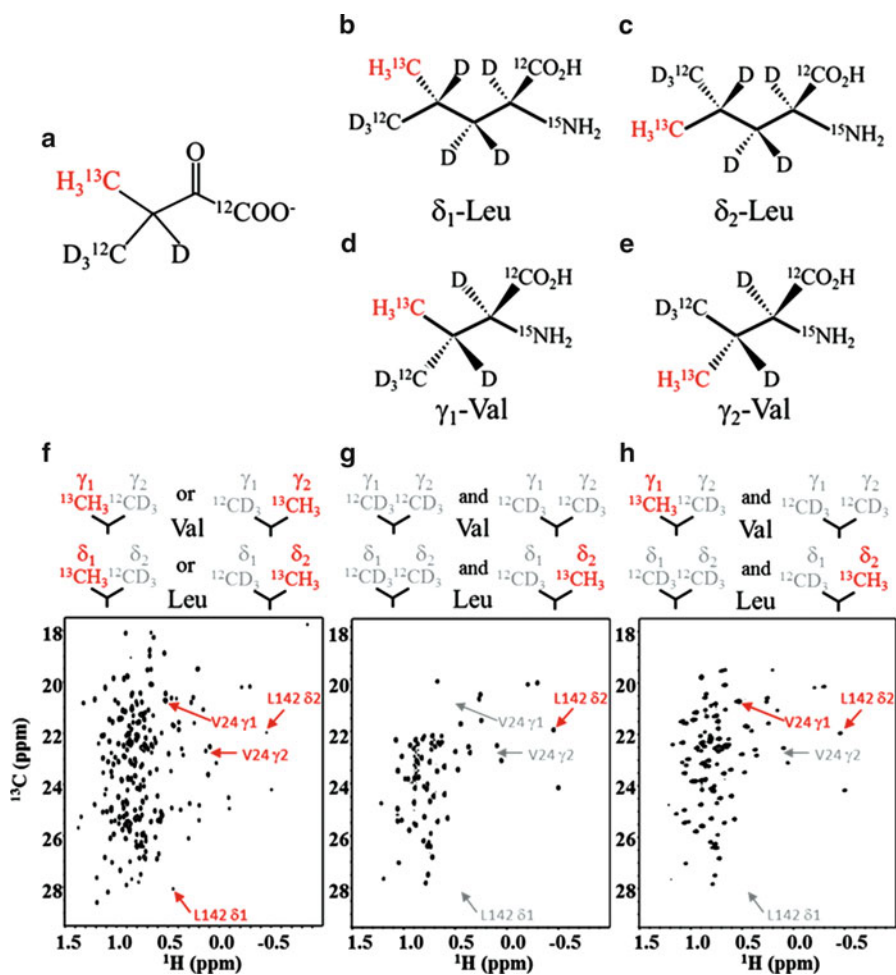 a
O
H₃¹³C
¹²COO⁻
D₃¹²C
D
b
H₃¹³C
D
D
¹²CO₂H
D₃¹²C
¹⁵NH₂
D
D
δ₁-Leu
c
D₃¹²C
D
D
¹²CO₂H
H₃¹³C
¹⁵NH₂
D
D
δ₂-Leu
d
D
¹²CO₂H
H₃¹³C
¹⁵NH₂
D₃¹²C
D
γ₁-Val
e
D
¹²CO₂H
D₃¹²C
¹⁵NH₂
H₃¹³C
D
γ₂-Val
f
γ₁ γ₂ γ₁ γ₂
¹³CH₃ ¹²CD₃ or ¹²CD₃ ¹³CH₃
Val
δ₁ δ₂ δ₁ δ₂
¹³CH₃ ¹²CD₃ or ¹²CD₃ ¹³CH₃
Leu
g
γ₁ γ₂ γ₁ γ₂
¹²CD₃ ¹²CD₃ and ¹²CD₃ ¹²CD₃
Val
δ₁ δ₂ δ₁ δ₂
¹²CD₃ ¹²CD₃ and ¹²CD₃ ¹³CH₃
Leu
h
γ₁ γ₂ γ₁ γ₂
¹³CH₃ ¹²CD₃ and ¹²CD₃ ¹²CD₃
Val
δ₁ δ₂ δ₁ δ₂
¹²CD₃ ¹²CD₃ and ¹²CD₃ ¹³CH₃
Leu
¹³C (ppm)
18
20
22
24
26
28
L142 δ2
V24 γ1
V24 γ2
L142 δ1
1.5 1.0 0.5 0.0 -0.5
¹H (ppm)
18
20
22
24
26
28
V24 γ1
L142 δ2
V24 γ2
L142 δ1
1.5 1.0 0.5 0.0 -0.5
¹H (ppm)
18
20
22
24
26
28
V24 γ1
L142 δ2
V24 γ2
L142 δ1
1.5 1.0 0.5 0.0 -0.5
¹H (ppm)